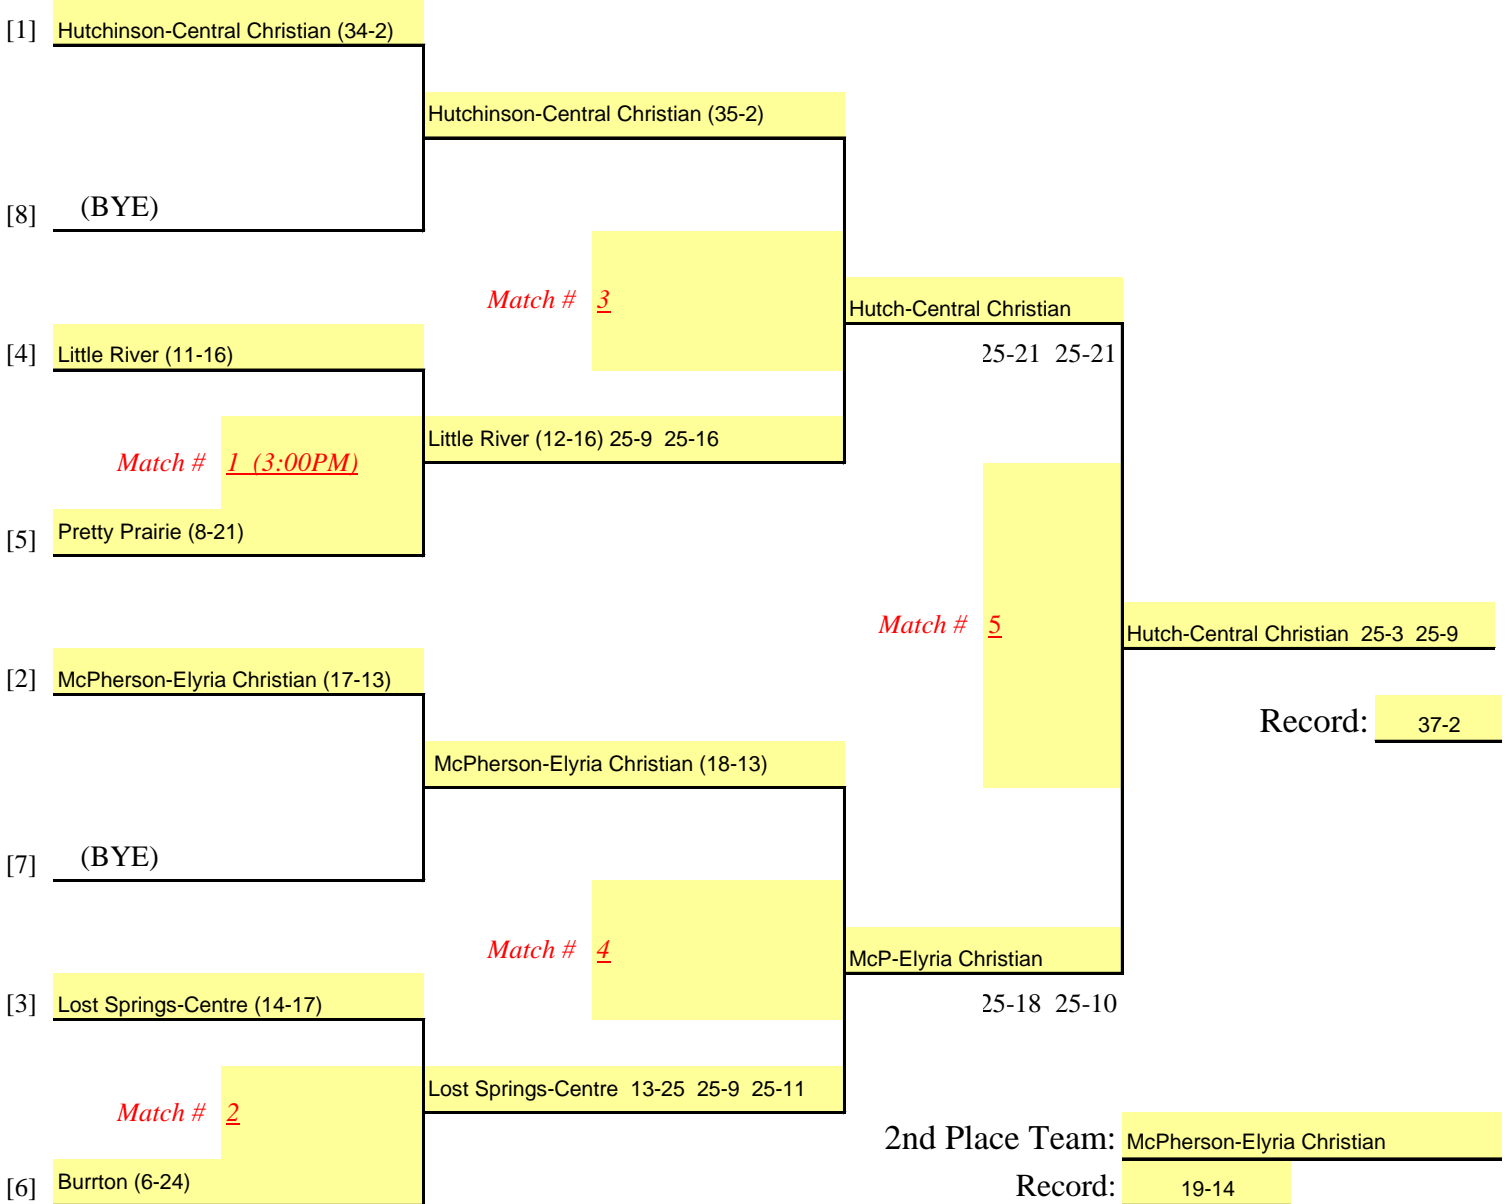 [1] Hutchinson-Central Christian (34-2)
Hutchinson-Central Christian (35-2)
[8] (BYE)
Match # 3
Hutch-Central Christian
[4] Little River (11-16)
25-21 25-21
Little River (12-16) 25-9 25-16
Match # 1 (3:00PM)
[5] Pretty Prairie (8-21)
Match # 5
Hutch-Central Christian 25-3 25-9
[2] McPherson-Elyria Christian (17-13)
Record: 37-2
McPherson-Elyria Christian (18-13)
[7] (BYE)
Match # 4
McP-Elyria Christian
[3] Lost Springs-Centre (14-17)
25-18 25-10
Lost Springs-Centre 13-25 25-9 25-11
Match # 2
2nd Place Team: McPherson-Elyria Christian
[6] Burrton (6-24)
Record: 19-14